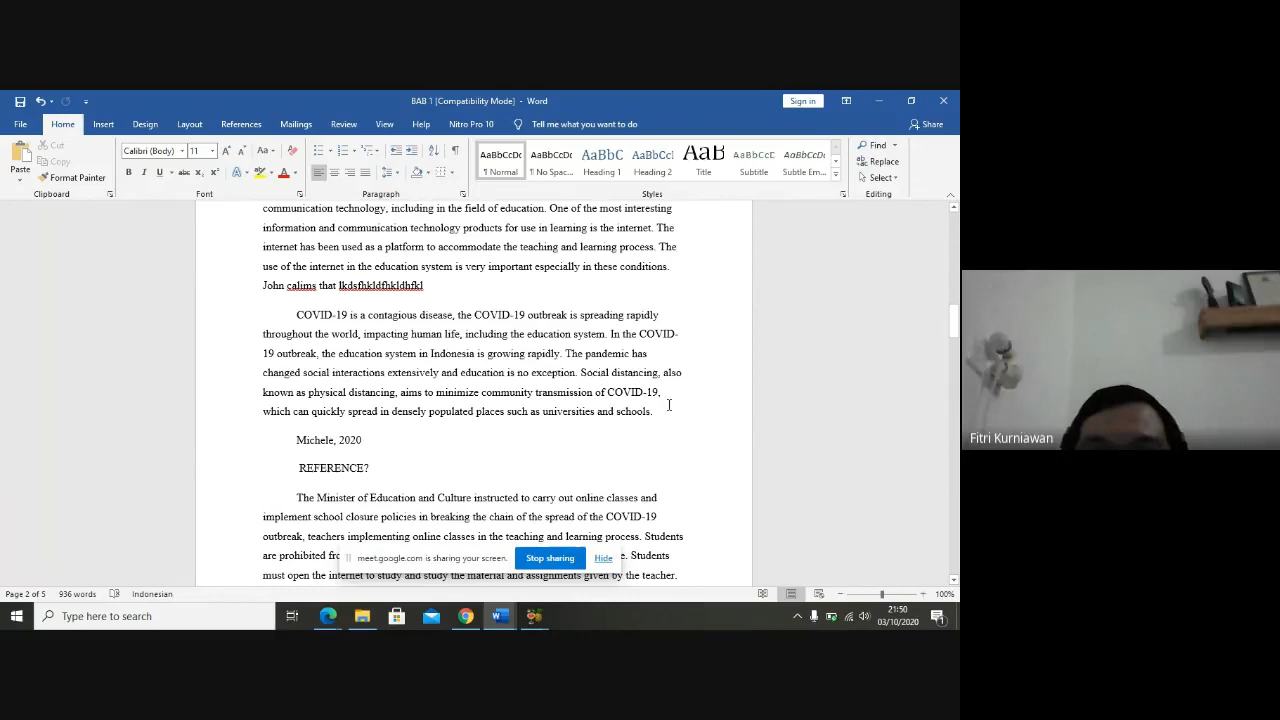 BAB 1 [Compatibility Mode] - Word
Sign in
File Home Insert Design Layout References Mailings Review View Help Nitro Pro 10 Tell me what you want to do Share
Cut
Copy
Paste
Format Painter
Clipboard
Calibri (Body) 11
Font
Paragraph
AaBbCcDc AaBbCcDc AaBbC AaBbCcl AaB AaBbCcD AaBbCcDc
¶ Normal ¶ No Spac... Heading 1 Heading 2 Title Subtitle Subtle Em...
Styles
Find
Replace
Select
Editing
communication technology, including in the field of education. One of the most interesting
information and communication technology products for use in learning is the internet. The
internet has been used as a platform to accommodate the teaching and learning process. The
use of the internet in the education system is very important especially in these conditions.
John calims that lkdsfhkldfhkldhfkl
COVID-19 is a contagious disease, the COVID-19 outbreak is spreading rapidly
throughout the world, impacting human life, including the education system. In the COVID-
19 outbreak, the education system in Indonesia is growing rapidly. The pandemic has
changed social interactions extensively and education is no exception. Social distancing, also
known as physical distancing, aims to minimize community transmission of COVID-19,
which can quickly spread in densely populated places such as universities and schools.
Michele, 2020
REFERENCE?
The Minister of Education and Culture instructed to carry out online classes and
implement school closure policies in breaking the chain of the spread of the COVID-19
outbreak, teachers implementing online classes in the teaching and learning process. Students
are prohibited e. Students
meet.google.com is sharing your screen. Stop sharing Hide
must open the internet to study and study the material and assignments given by the teacher.
Page 2 of 5 936 words Indonesian 100%
Type here to search
21:50
03/10/2020
Fitri Kurniawan